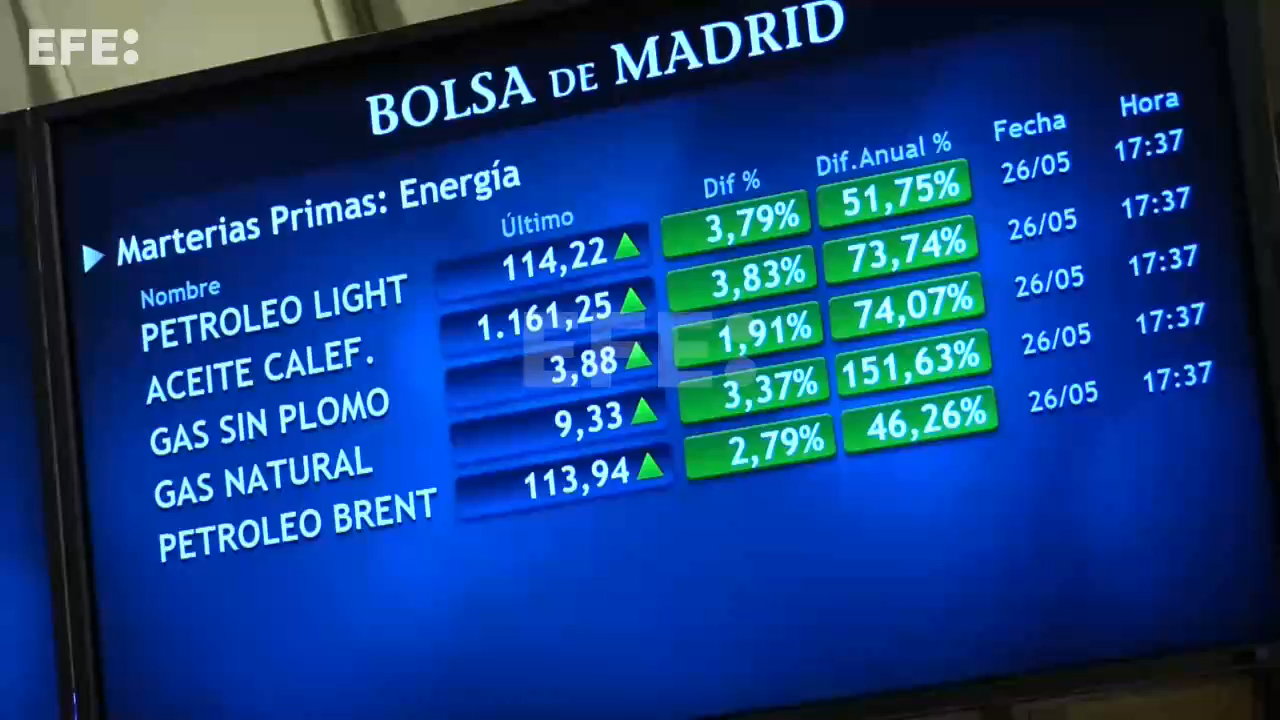 EFE:
BOLSA DE MADRID
Marterias Primas: Energía
Nombre Último Dif % Dif.Anual % Fecha Hora
PETROLEO LIGHT 114,22 3,79% 51,75% 26/05 17:37
ACEITE CALEF. 1.161,25 3,83% 73,74% 26/05 17:37
GAS SIN PLOMO 3,88 1,91% 74,07% 26/05 17:37
GAS NATURAL 9,33 3,37% 151,63% 26/05 17:37
PETROLEO BRENT 113,94 2,79% 46,26% 26/05 17:37
EFE: